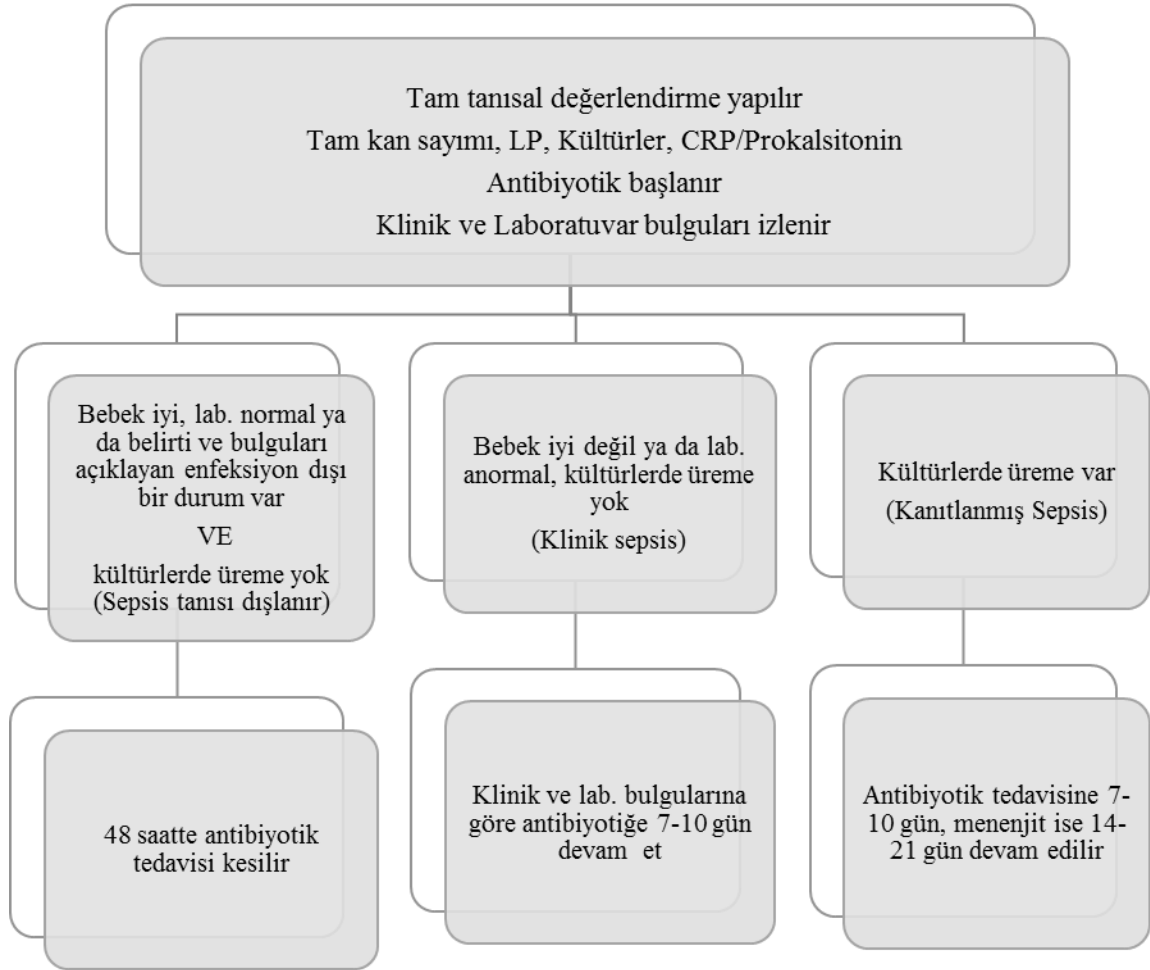 Tam tanısal değerlendirme yapılır
Tam kan sayımı, LP, Kültürler, CRP/Prokalsitonin
Antibiyotik başlanır
Klinik ve Laboratuvar bulguları izlenir
Bebek iyi, lab. normal ya
da belirti ve bulguları
açıklayan enfeksiyon dışı
bir durum var
VE
kültürlerde üreme yok
(Sepsis tanısı dışlanır)
Bebek iyi değil ya da lab.
anormal, kültürlerde üreme
yok
(Klinik sepsis)
Kültürlerde üreme var
(Kanıtlanmış Sepsis)
48 saatte antibiyotik
tedavisi kesilir
Klinik ve lab. bulgularına
göre antibiyotiğe 7-10 gün
devam et
Antibiyotik tedavisine 7-
10 gün, menenjit ise 14-
21 gün devam edilir